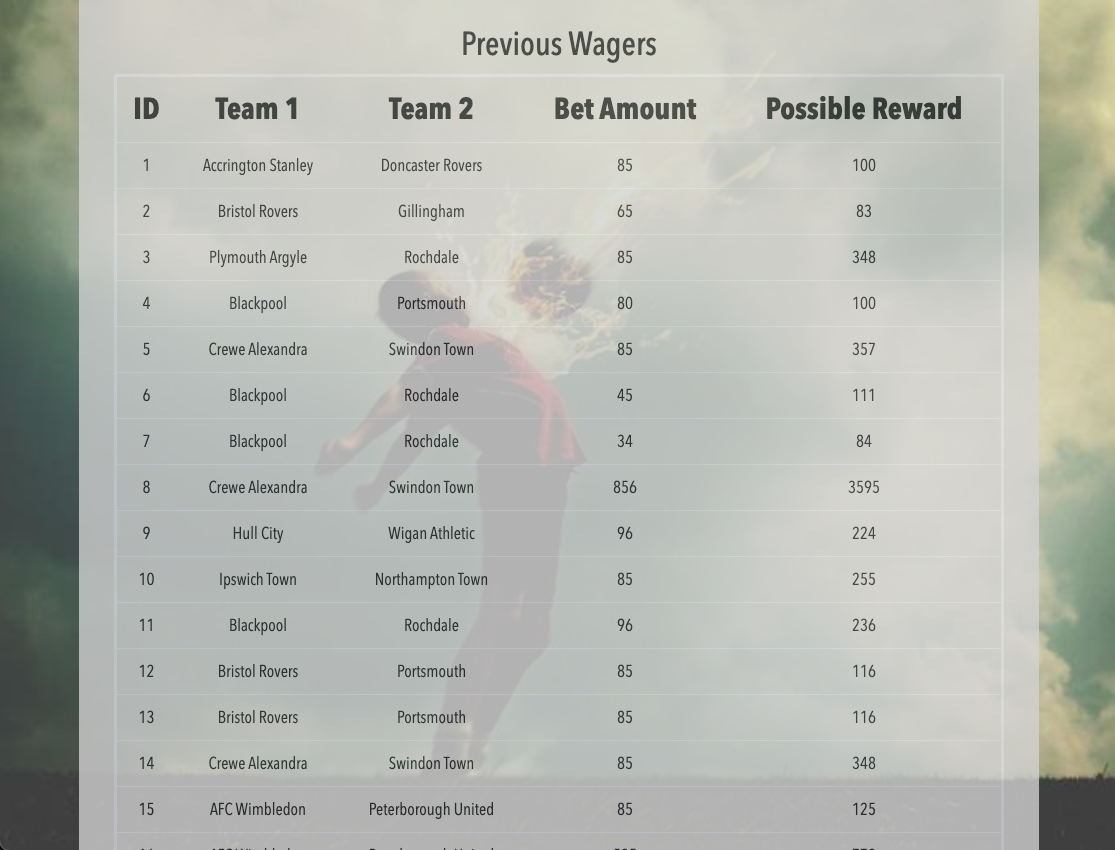 Previous Wagers
ID Team 1 Team 2 Bet Amount Possible Reward
1 Accrington Stanley Doncaster Rovers 85 100
2 Bristol Rovers Gillingham 65 83
3 Plymouth Argyle Rochdale 85 348
4 Blackpool Portsmouth 80 100
5 Crewe Alexandra Swindon Town 85 357
6 Blackpool Rochdale 45 111
7 Blackpool Rochdale 34 84
8 Crewe Alexandra Swindon Town 856 3595
9 Hull City Wigan Athletic 96 224
10 Ipswich Town Northampton Town 85 255
11 Blackpool Rochdale 96 236
12 Bristol Rovers Portsmouth 85 116
13 Bristol Rovers Portsmouth 85 116
14 Crewe Alexandra Swindon Town 85 348
15 AFC Wimbledon Peterborough United 85 125